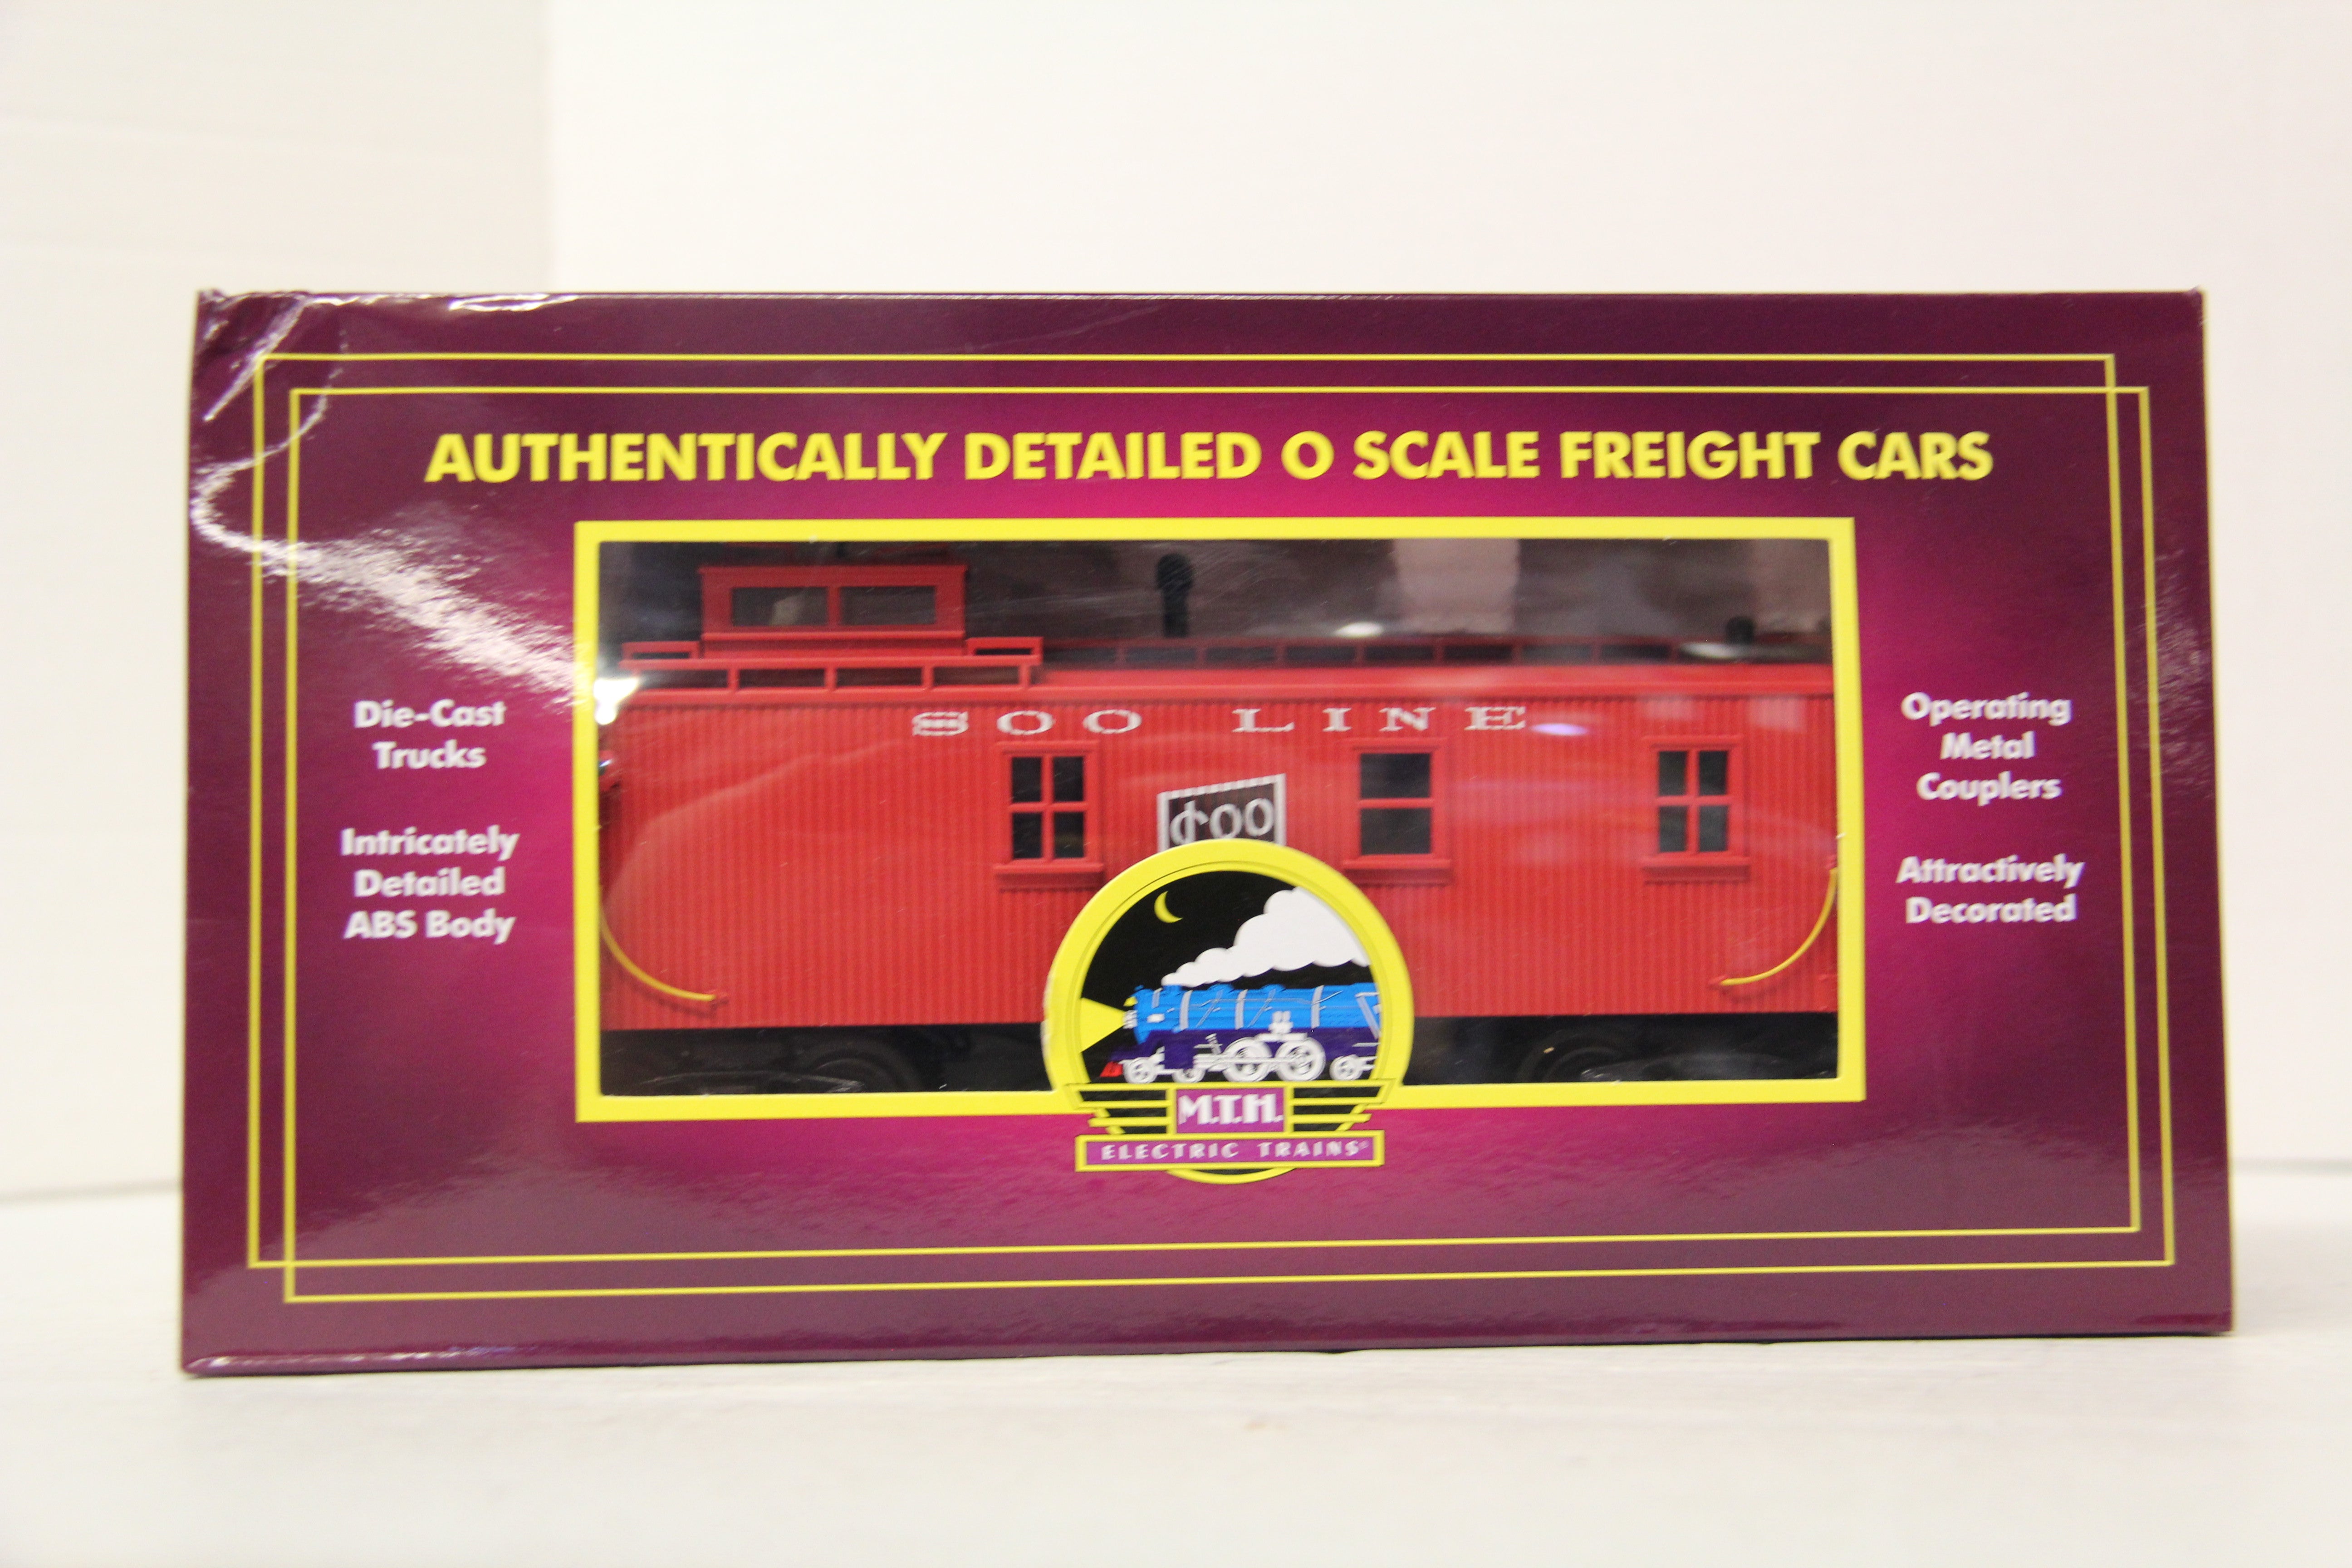 AUTHENTICALLY DETAILED O SCALE FREIGHT CARS
Die-Cast
Trucks
Intricately
Detailed
ABS Body
SOO LINE
SOO
Operating
Metal
Couplers
Attractively
Decorated
M.T.H.
ELECTRIC TRAINS®